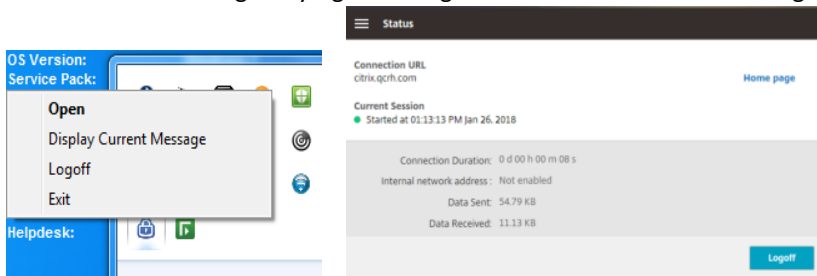 OS Version:
Service Pack:
Open
Display Current Message
Logoff
Exit
Helpdesk:
Status
Connection URL
citrix.qcrh.com
Home page
Current Session
Started at 01:13:13 PM Jan 26, 2018
Connection Duration: 0 d 00 h 00 m 08 s
Internal network address : Not enabled
Data Sent: 54.79 KB
Data Received: 11.13 KB
Logoff